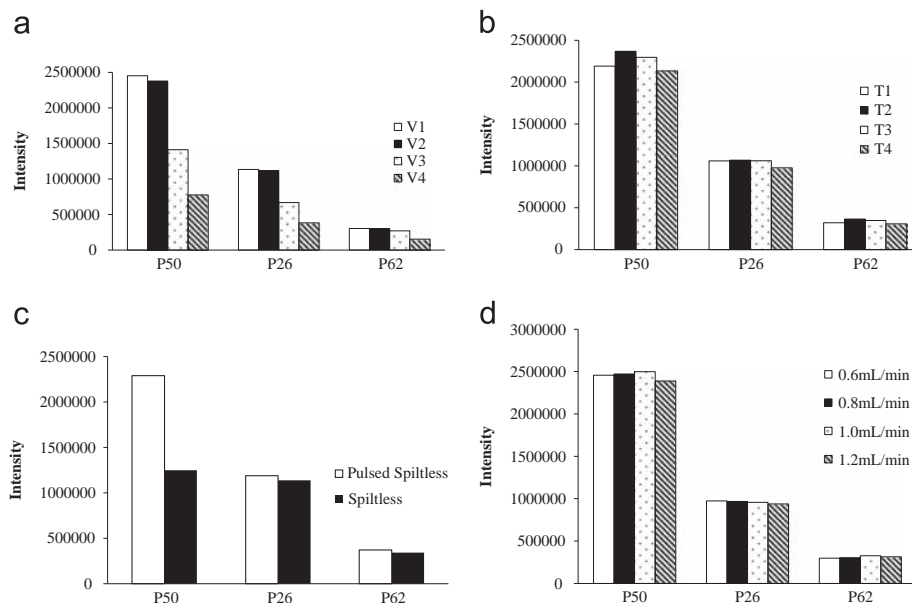 a
Intensity
2500000
2000000
1500000
1000000
500000
0
P50 P26 P62
V1
V2
V3
V4
b
Intensity
2500000
2000000
1500000
1000000
500000
0
P50 P26 P62
T1
T2
T3
T4
c
Intensity
2500000
2000000
1500000
1000000
500000
0
P50 P26 P62
Pulsed Spiltless
Spiltless
d
Intensity
3000000
2500000
2000000
1500000
1000000
500000
0
P50 P26 P62
0.6mL/min
0.8mL/min
1.0mL/min
1.2mL/min